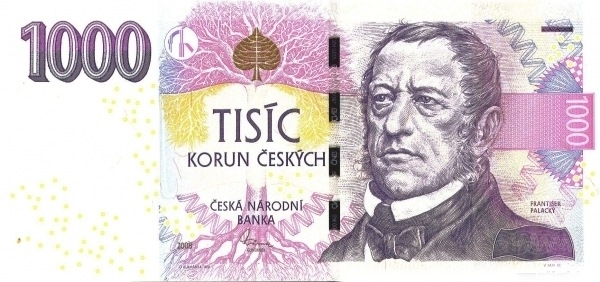 1000
TISÍC
KORUN ČESKÝCH
ČESKÁ NÁRODNÍ
BANKA
2008
1000
FRANTIŠEK
PALACKÝ